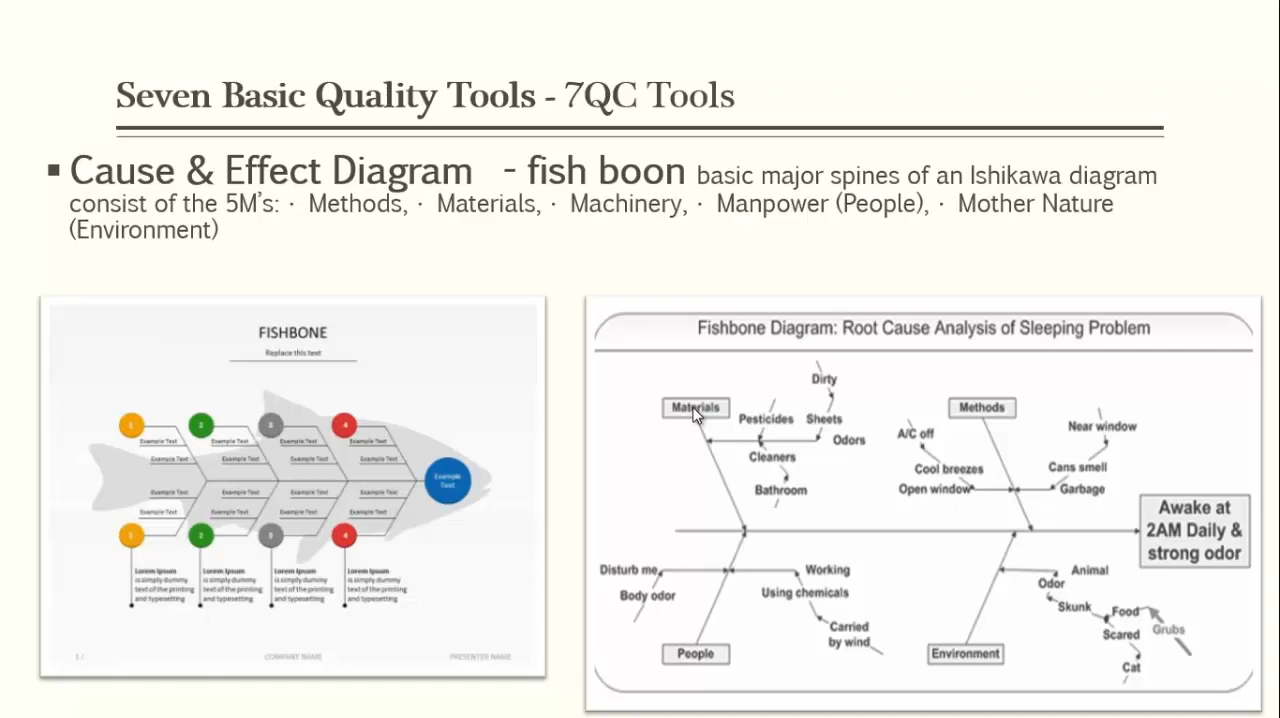 Seven Basic Quality Tools - 7QC Tools
▪ Cause & Effect Diagram - fish boon basic major spines of an Ishikawa diagram
consist of the 5M's: · Methods, · Materials, · Machinery, · Manpower (People), · Mother Nature
(Environment)
FISHBONE
Replace this text
1 2 3 4
Example Text Example Text Example Text Example Text
Example Text Example Text Example Text Example Text
Example
Text
Example Text Example Text Example Text Example Text
Example Text Example Text Example Text Example Text
1 2 3 4
Lorem Ipsum Lorem Ipsum Lorem Ipsum Lorem Ipsum
is simply dummy is simply dummy is simply dummy is simply dummy
text of the printing text of the printing text of the printing text of the printing
and typesetting and typesetting and typesetting and typesetting
COMPANY NAME PRESENTER NAME
Fishbone Diagram: Root Cause Analysis of Sleeping Problem
Dirty
Materials
Pesticides Sheets
Odors
Cleaners
Bathroom
Methods
Near window
A/C off
Cool breezes
Cans smell
Open window
Garbage
Awake at
2AM Daily &
strong odor
Disturb me
Body odor
Working
Using chemicals
Carried
by wind
People
Animal
Odor
Skunk
Food
Grubs
Scared
Cat
Environment